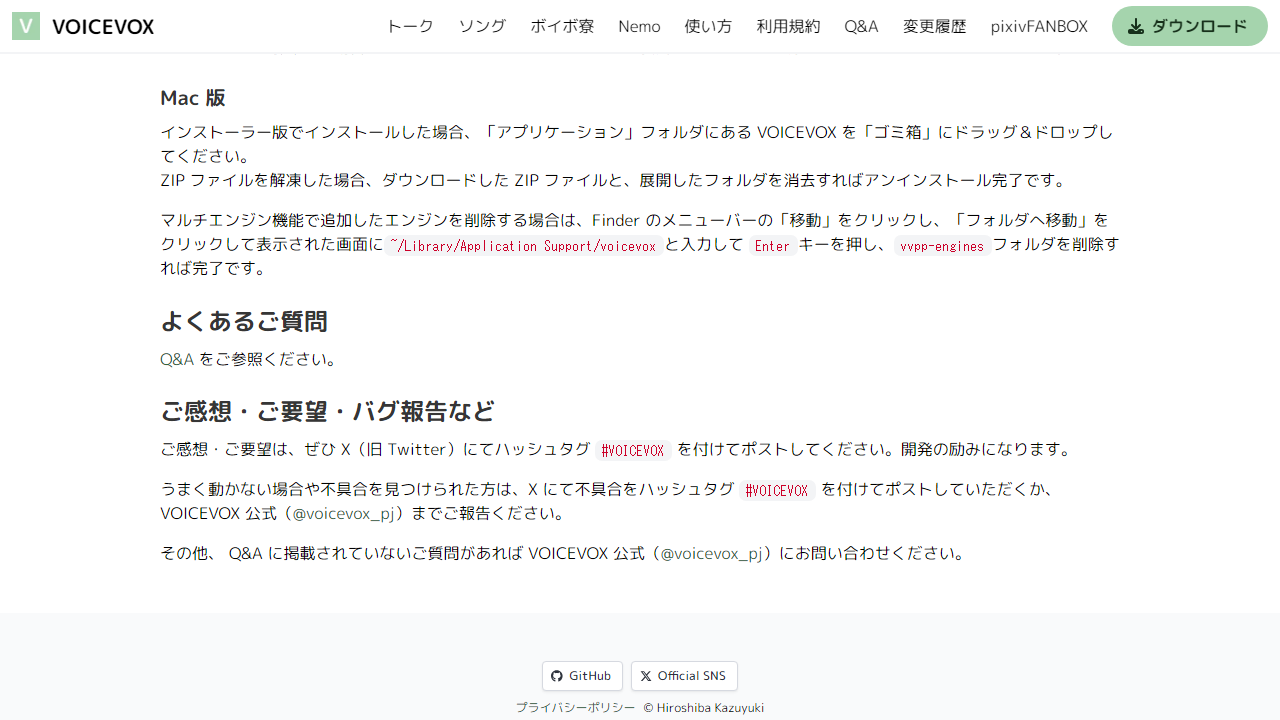 VOICEVOX
トーク ソング ボイボ寮 Nemo 使い方 利用規約 Q&A 変更履歴 pixivFANBOX ダウンロード
Mac 版
インストーラー版でインストールした場合、「アプリケーション」フォルダにある VOICEVOX を「ゴミ箱」にドラッグ＆ドロップし
てください。
ZIP ファイルを解凍した場合、ダウンロードした ZIP ファイルと、展開したフォルダを消去すればアンインストール完了です。
マルチエンジン機能で追加したエンジンを削除する場合は、Finder のメニューバーの「移動」をクリックし、「フォルダへ移動」を
クリックして表示された画面に ~/Library/Application Support/voicevox と入力して Enter キーを押し、 vvpp-engines フォルダを削除す
れば完了です。
よくあるご質問
Q&A をご参照ください。
ご感想・ご要望・バグ報告など
ご感想・ご要望は、ぜひ X（旧 Twitter）にてハッシュタグ #VOICEVOX を付けてポストしてください。開発の励みになります。
うまく動かない場合や不具合を見つけられた方は、X にて不具合をハッシュタグ #VOICEVOX を付けてポストしていただくか、
VOICEVOX 公式（@voicevox_pj）までご報告ください。
その他、 Q&A に掲載されていないご質問があれば VOICEVOX 公式（@voicevox_pj）にお問い合わせください。
GitHub Official SNS
プライバシーポリシー © Hiroshiba Kazuyuki